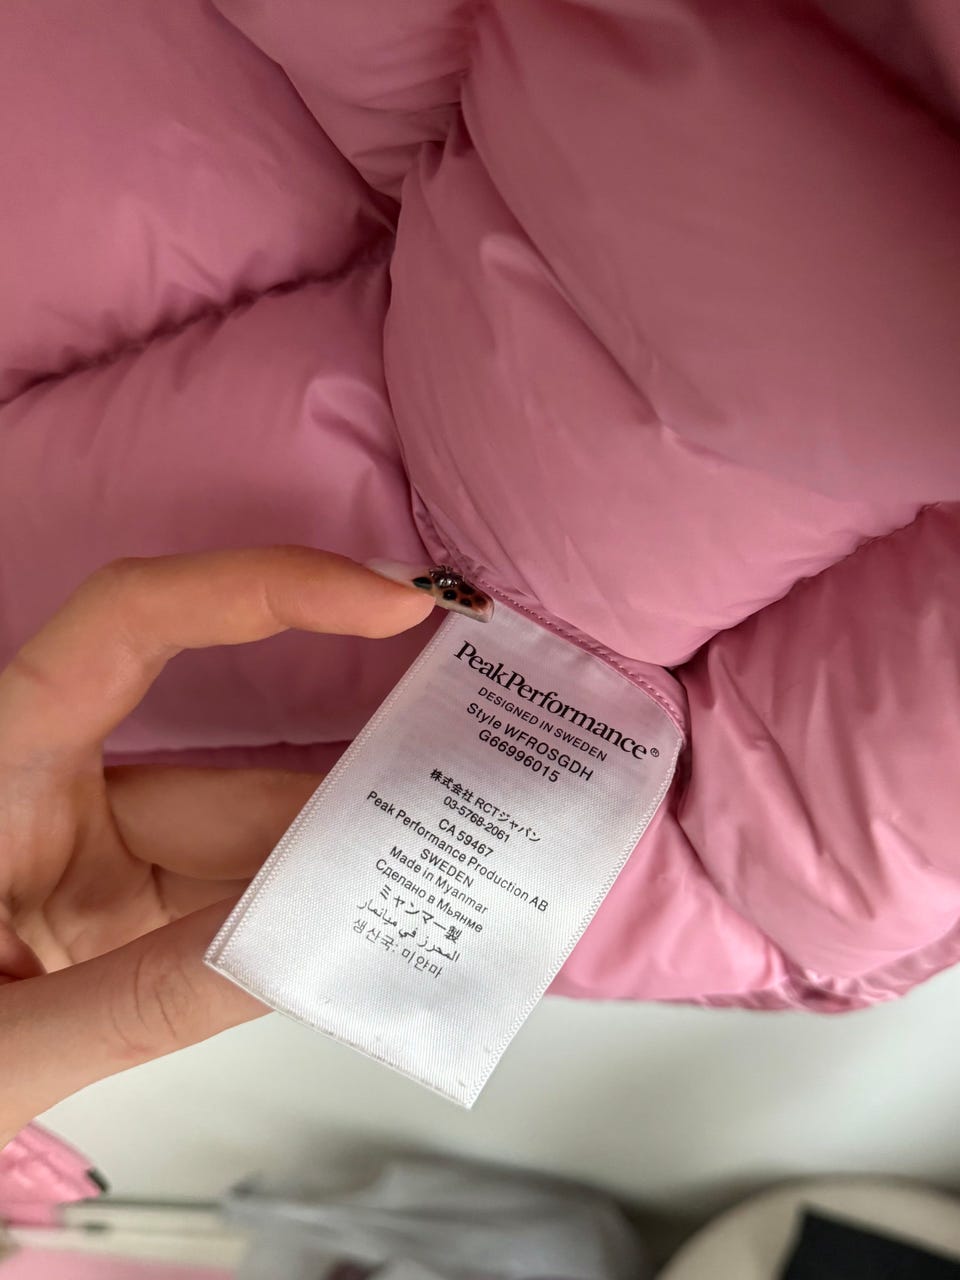 PeakPerformance®
DESIGNED IN SWEDEN
Style WFROSGDH
G66996015
株式会社 RCTジャパン
03-5768-2061
CA 59467
Peak Performance Production AB
SWEDEN
Made in Myanmar
Сделано в Мьянме
ミャンマー製
المحرز في ميانمار
생산국: 미얀마